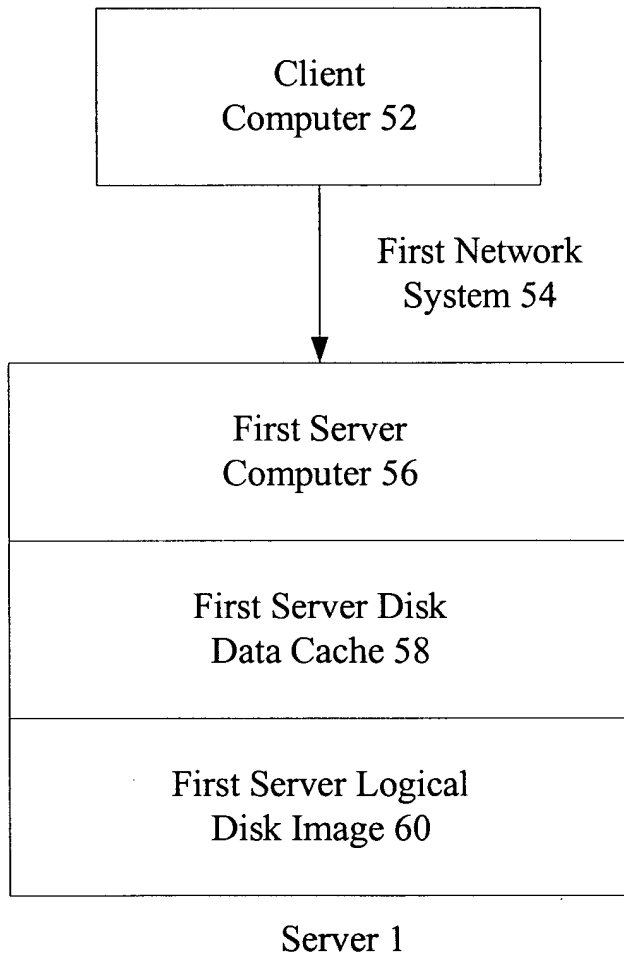 Client
Computer 52
First Network
System 54
First Server
Computer 56
First Server Disk
Data Cache 58
First Server Logical
Disk Image 60
Server 1